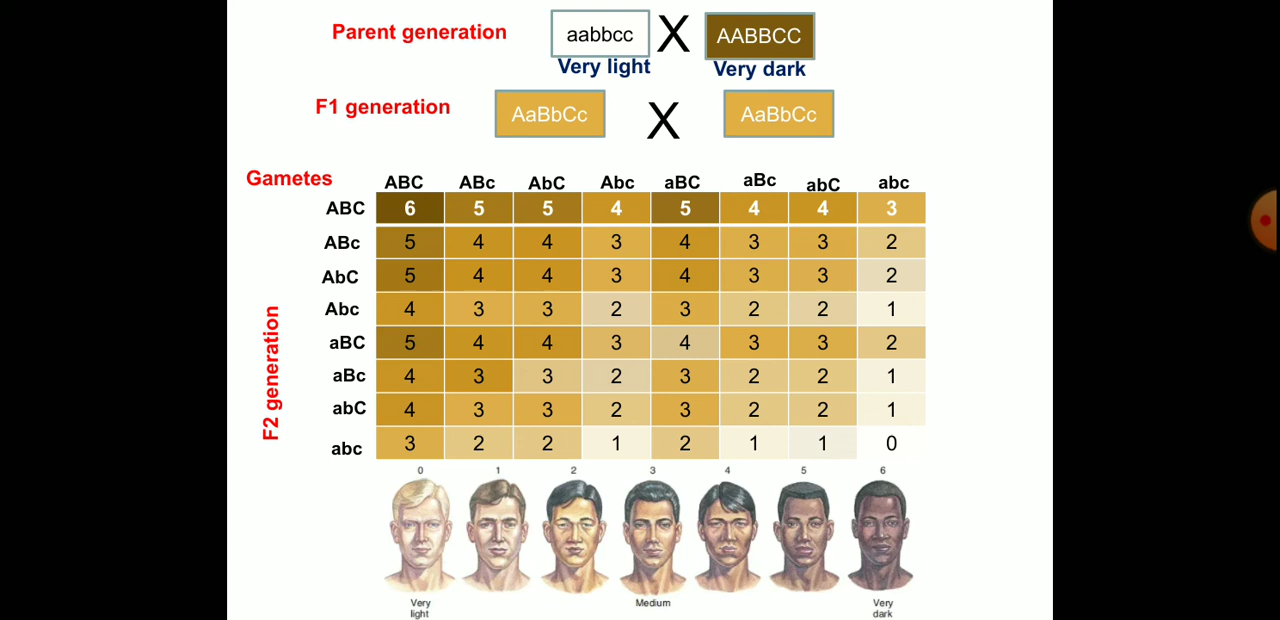 Parent generation aabbcc X AABBCC
Very light Very dark
F1 generation AaBbCc X AaBbCc
Gametes ABC ABc AbC Abc aBC aBc abC abc
ABC 6 5 5 4 5 4 4 3
ABc 5 4 4 3 4 3 3 2
AbC 5 4 4 3 4 3 3 2
Abc 4 3 3 2 3 2 2 1
aBC 5 4 4 3 4 3 3 2
aBc 4 3 3 2 3 2 2 1
abC 4 3 3 2 3 2 2 1
abc 3 2 2 1 2 1 1 0
F2 generation
0 1 2 3 4 5 6
Very light Medium Very dark